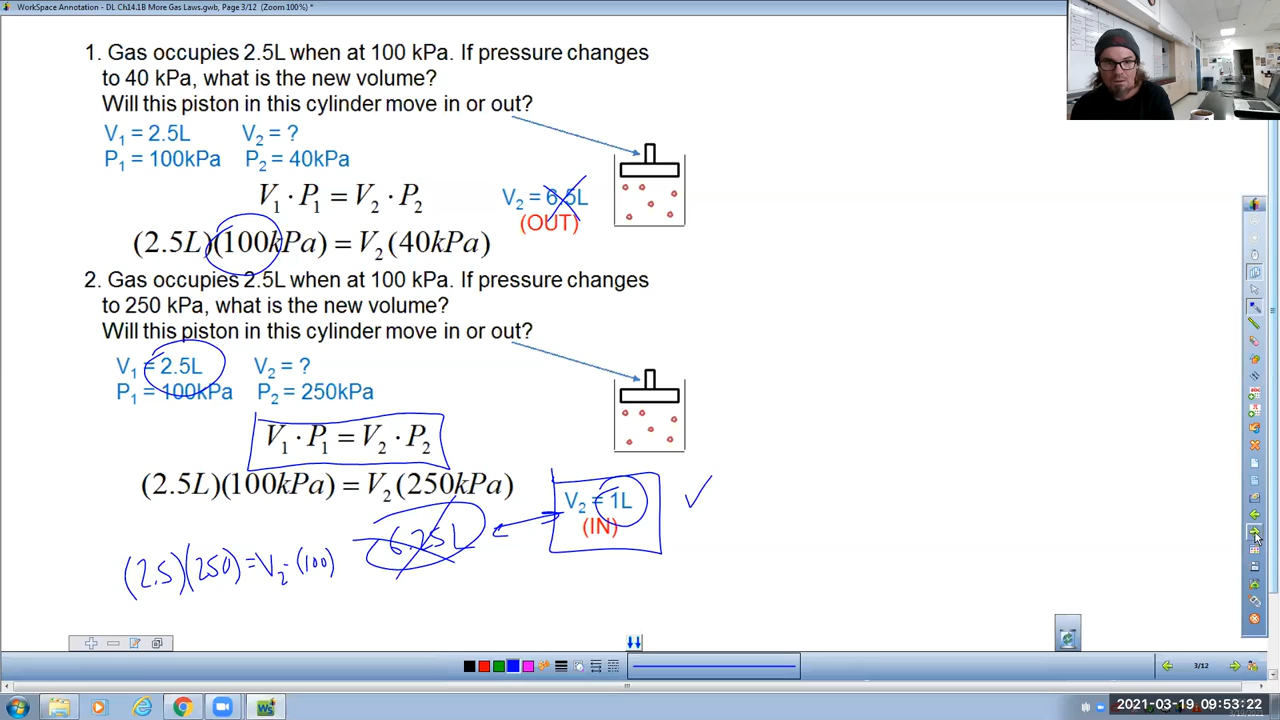 WorkSpace Annotation - DL Ch14.1B More Gas Laws.gwb, Page 3/12 (Zoom 100%) *
1. Gas occupies 2.5L when at 100 kPa. If pressure changes
to 40 kPa, what is the new volume?
Will this piston in this cylinder move in or out?
V₁ = 2.5L V₂ = ?
P₁ = 100kPa P₂ = 40kPa
V₁ · P₁ = V₂ · P₂
V₂ = 6.5L
(OUT)
(2.5L)(100kPa) = V₂(40kPa)
2. Gas occupies 2.5L when at 100 kPa. If pressure changes
to 250 kPa, what is the new volume?
Will this piston in this cylinder move in or out?
V₁ = 2.5L V₂ = ?
P₁ = 100kPa P₂ = 250kPa
V₁ · P₁ = V₂ · P₂
(2.5L)(100kPa) = V₂(250kPa)
V₂ = 1L
(IN)
6.25L
(2.5)(250) = V₂ · (100)
3/12
2021-03-19 09:53:22